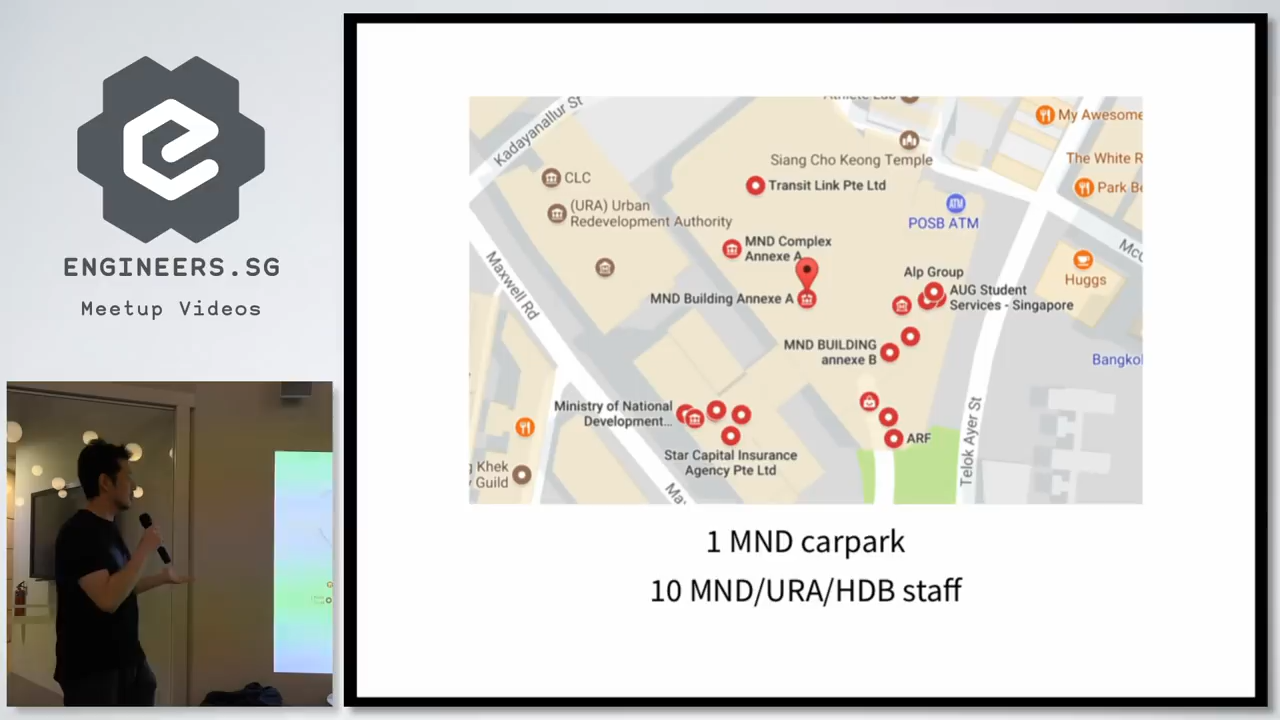 ENGINEERS.SG
Meetup Videos
Kadayanallur St
My Awesome
Siang Cho Keong Temple
The White R
CLC
Transit Link Pte Ltd
Park Be
(URA) Urban
Redevelopment Authority
ATM
POSB ATM
MND Complex
Annexe A
McC
Maxwell Rd
Huggs
Alp Group
MND Building Annexe A
AUG Student
Services - Singapore
MND BUILDING
annexe B
Bangkok
Ministry of National
Development...
ARF
Telok Ayer St
Star Capital Insurance
Agency Pte Ltd
Khek
Guild
Ma
1 MND carpark
10 MND/URA/HDB staff